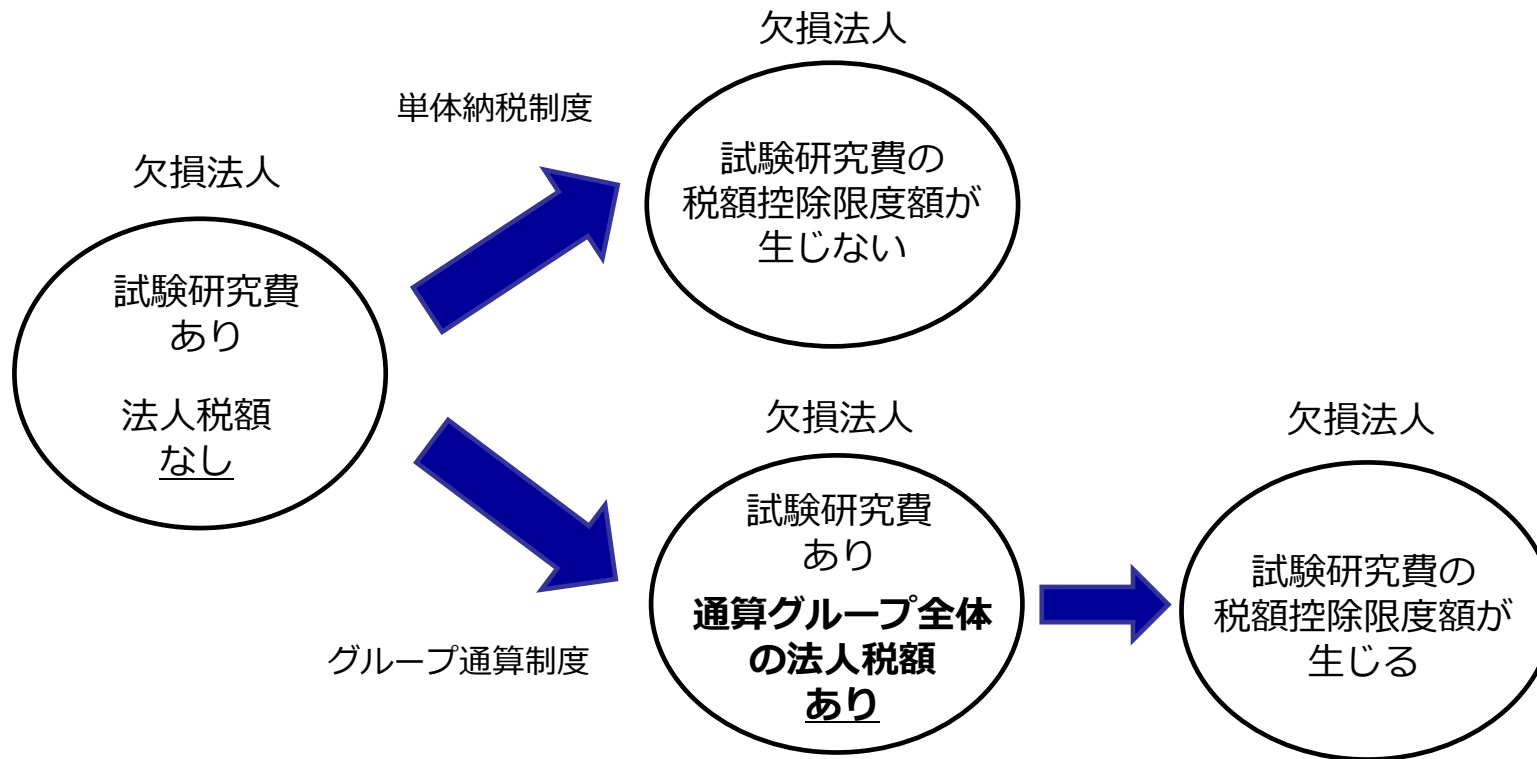 欠損法人
試験研究費
あり
法人税額
なし
単体納税制度
欠損法人
試験研究費の
税額控除限度額が
生じない
グループ通算制度
欠損法人
試験研究費
あり
通算グループ全体
の法人税額
あり
欠損法人
試験研究費の
税額控除限度額が
生じる